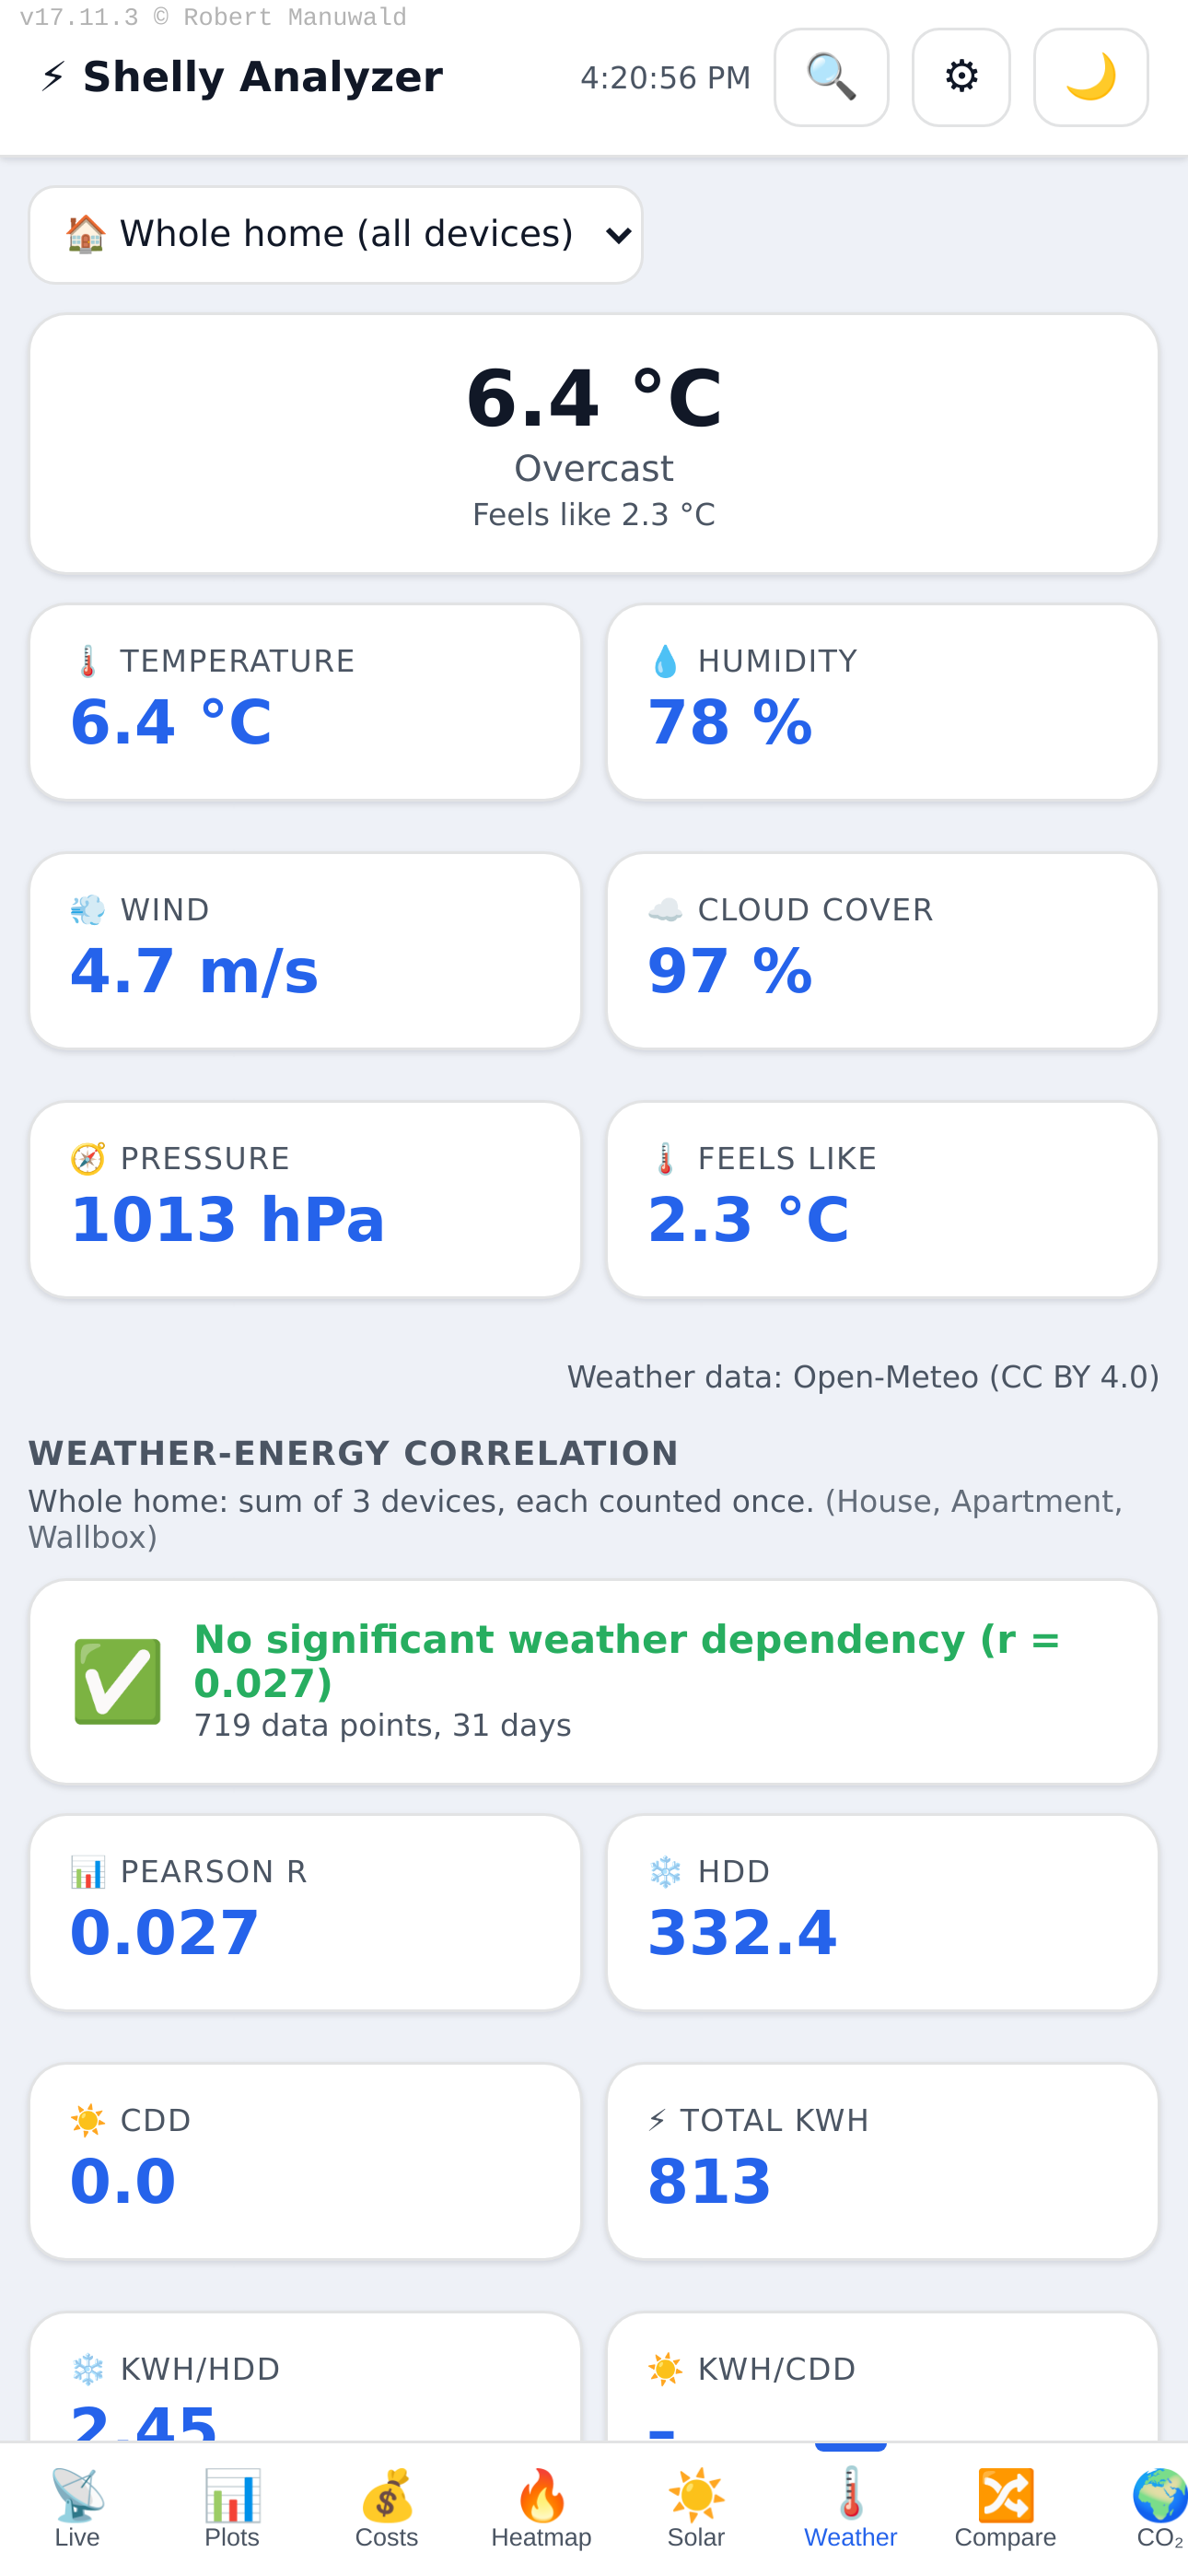 v17.11.3 © Robert Manuwald
⚡ Shelly Analyzer
4:20:56 PM
Whole home (all devices)
6.4 °C
Overcast
Feels like 2.3 °C
TEMPERATURE
6.4 °C
HUMIDITY
78 %
WIND
4.7 m/s
CLOUD COVER
97 %
PRESSURE
1013 hPa
FEELS LIKE
2.3 °C
Weather data: Open-Meteo (CC BY 4.0)
WEATHER-ENERGY CORRELATION
Whole home: sum of 3 devices, each counted once. (House, Apartment,
Wallbox)
No significant weather dependency (r =
0.027)
719 data points, 31 days
PEARSON R
0.027
HDD
332.4
CDD
0.0
⚡ TOTAL KWH
813
KWH/HDD
2.45
KWH/CDD
–
Live
Plots
Costs
Heatmap
Solar
Weather
Compare
CO₂